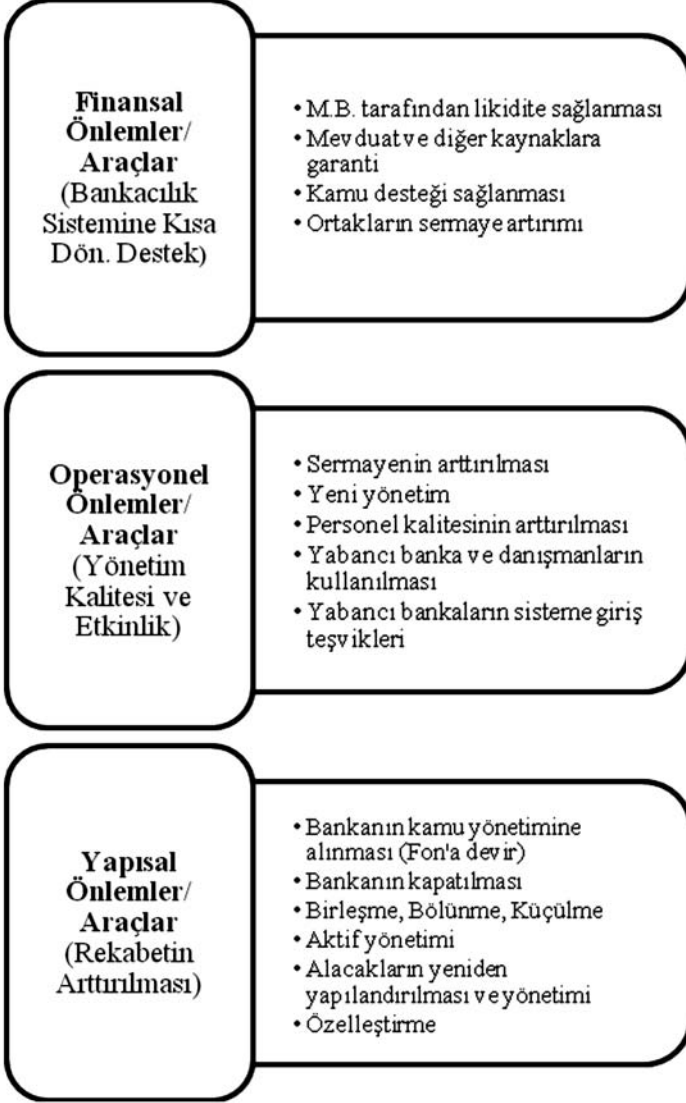 Finansal
Önlemler/
Araçlar
(Bankacılık
Sistemine Kısa
Dön. Destek)
• M.B. tarafından likidite sağlanması
• Mevduat ve diğer kaynaklara
garanti
• Kamu desteği sağlanması
• Ortakların sermaye artırımı
Operasyonel
Önlemler/
Araçlar
(Yönetim
Kalitesi ve
Etkinlik)
• Sermayenin arttırılması
• Yeni yönetim
• Personel kalitesinin arttırılması
• Yabancı banka ve danışmanların
kullanılması
• Yabancı bankaların sisteme giriş
teşvikleri
Yapısal
Önlemler/
Araçlar
(Rekabetin
Arttırılması)
• Bankanın kamu yönetimine
alınması (Fon'a devir)
• Bankanın kapatılması
• Birleşme, Bölünme, Küçülme
• Aktif yönetimi
• Alacakların yeniden
yapılandırılması ve yönetimi
• Özelleştirme